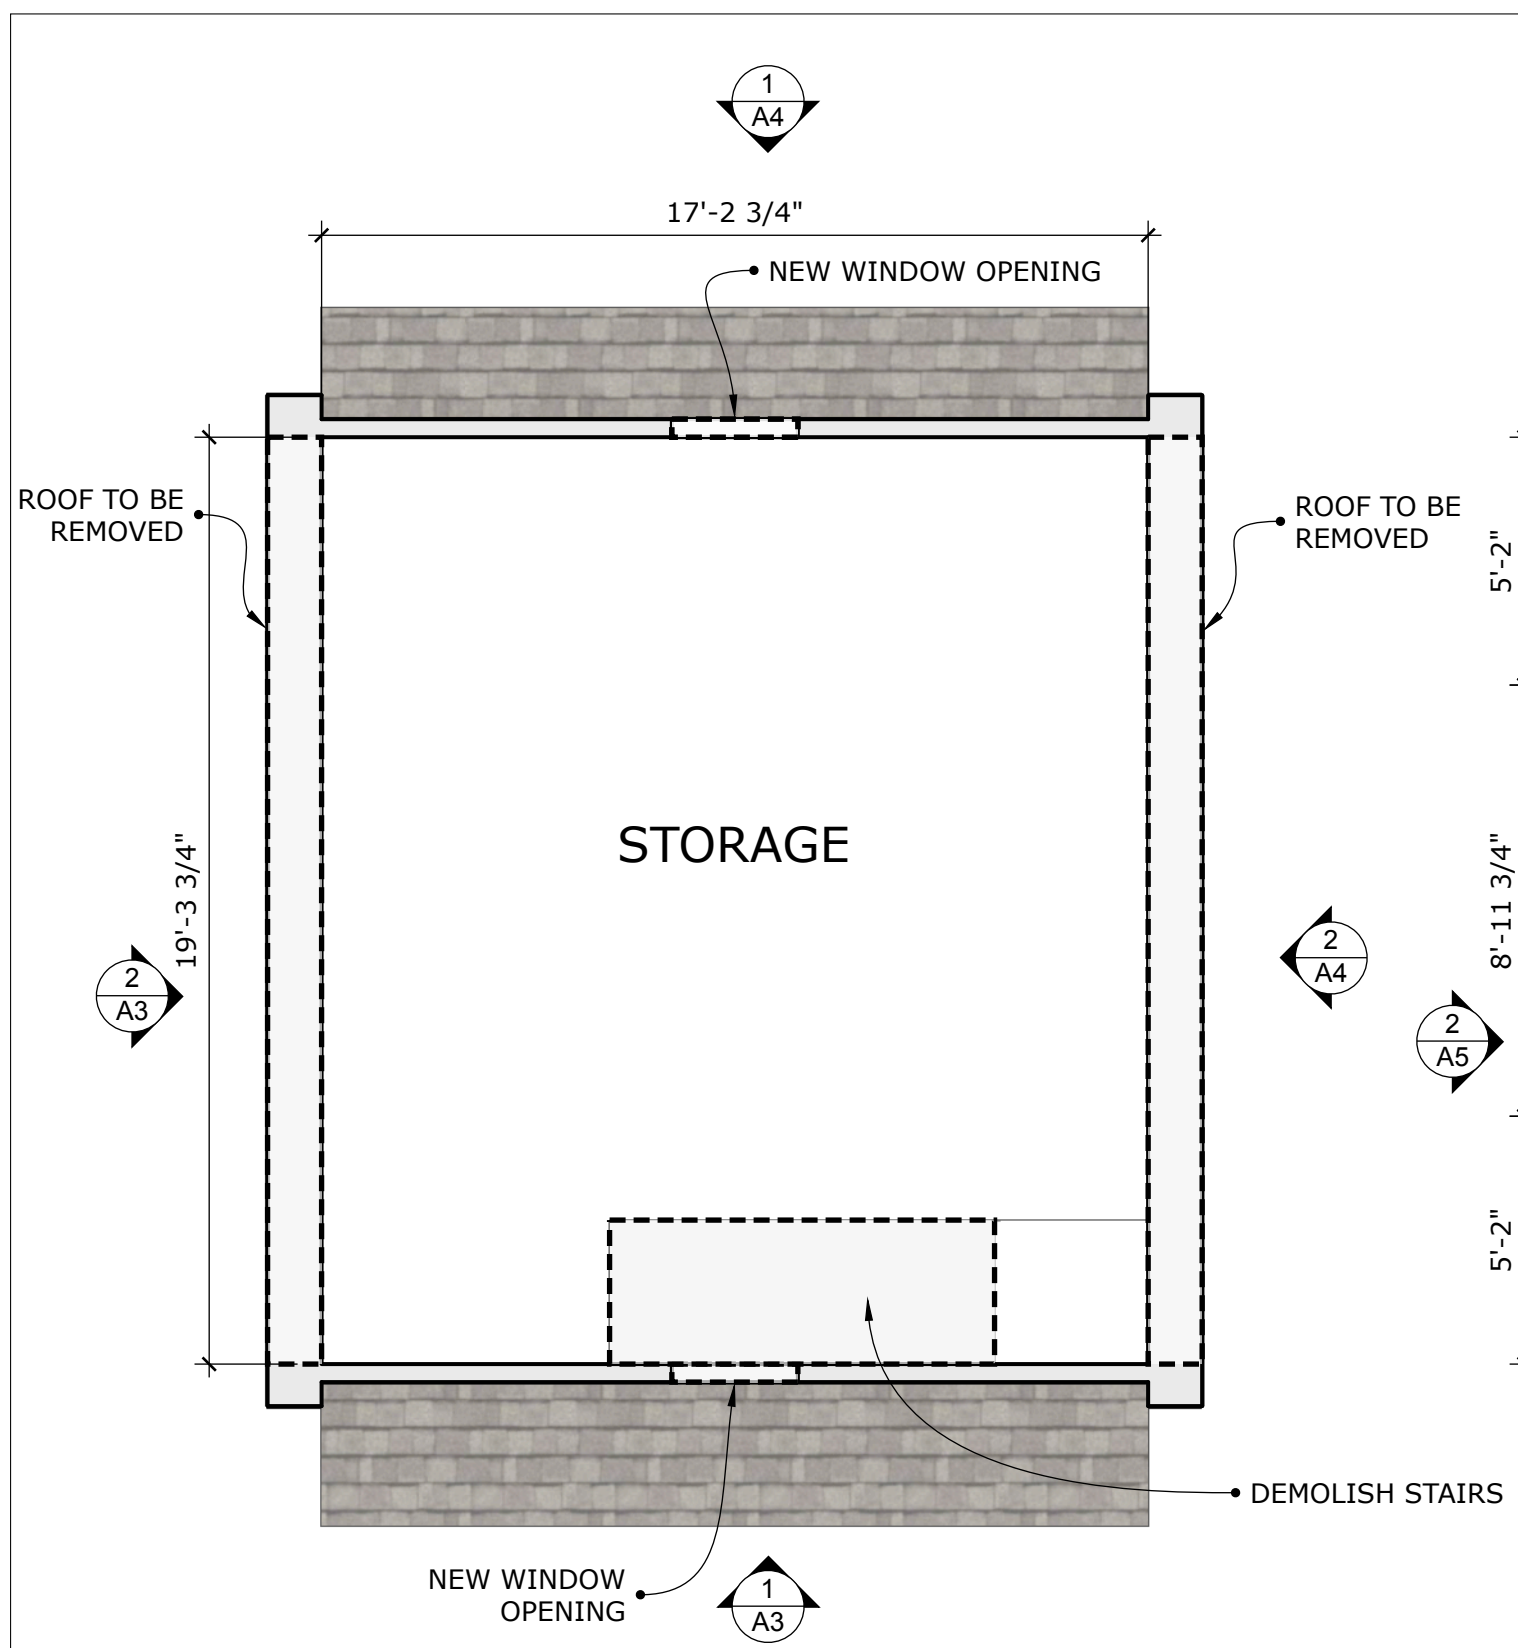 1
A4
17'-2 3/4"
NEW WINDOW OPENING
ROOF TO BE
REMOVED
ROOF TO BE
REMOVED
5'-2"
STORAGE
19'-3 3/4"
8'-11 3/4"
2
A4
2
A3
2
A5
5'-2"
DEMOLISH STAIRS
NEW WINDOW
OPENING
1
A3